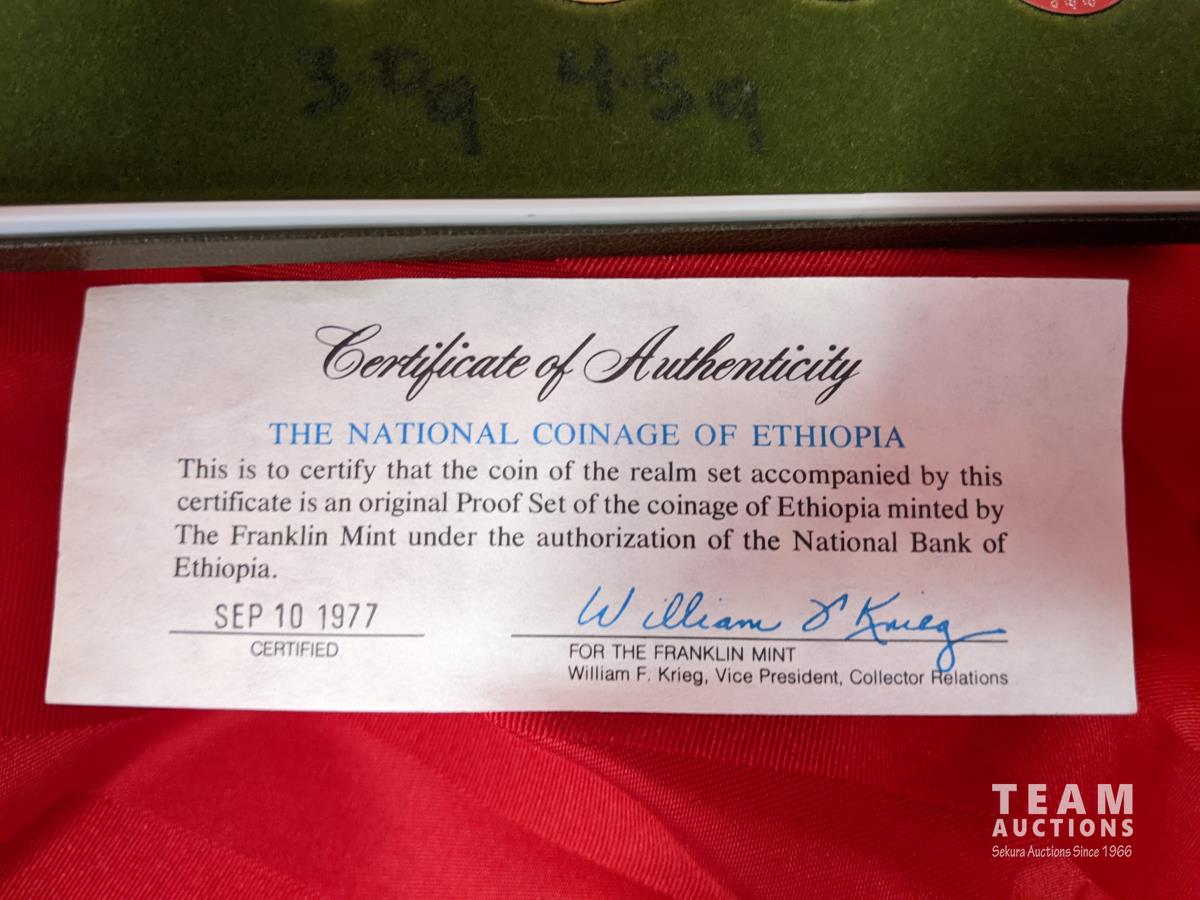 3.0g 4.5g
Certificate of Authenticity
THE NATIONAL COINAGE OF ETHIOPIA
This is to certify that the coin of the realm set accompanied by this
certificate is an original Proof Set of the coinage of Ethiopia minted by
The Franklin Mint under the authorization of the National Bank of
Ethiopia.
SEP 10 1977
CERTIFIED
William F Krieg
FOR THE FRANKLIN MINT
William F. Krieg, Vice President, Collector Relations
TEAM
AUCTIONS
Sekura Auctions Since 1966